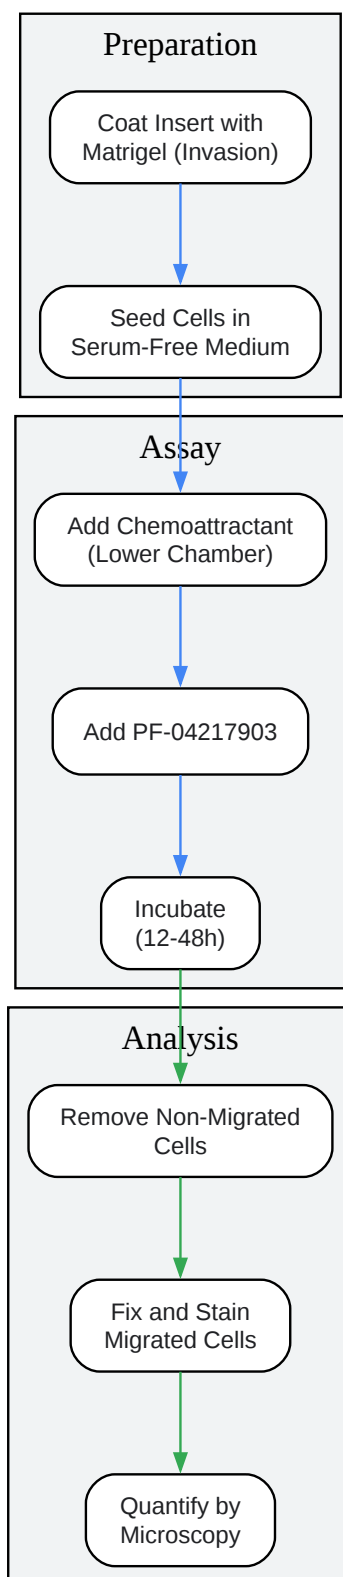 Preparation
Coat Insert with
Matrigel (Invasion)
Seed Cells in
Serum-Free Medium
Assay
Add Chemoattractant
(Lower Chamber)
Add PF-04217903
Incubate
(12-48h)
Analysis
Remove Non-Migrated
Cells
Fix and Stain
Migrated Cells
Quantify by
Microscopy